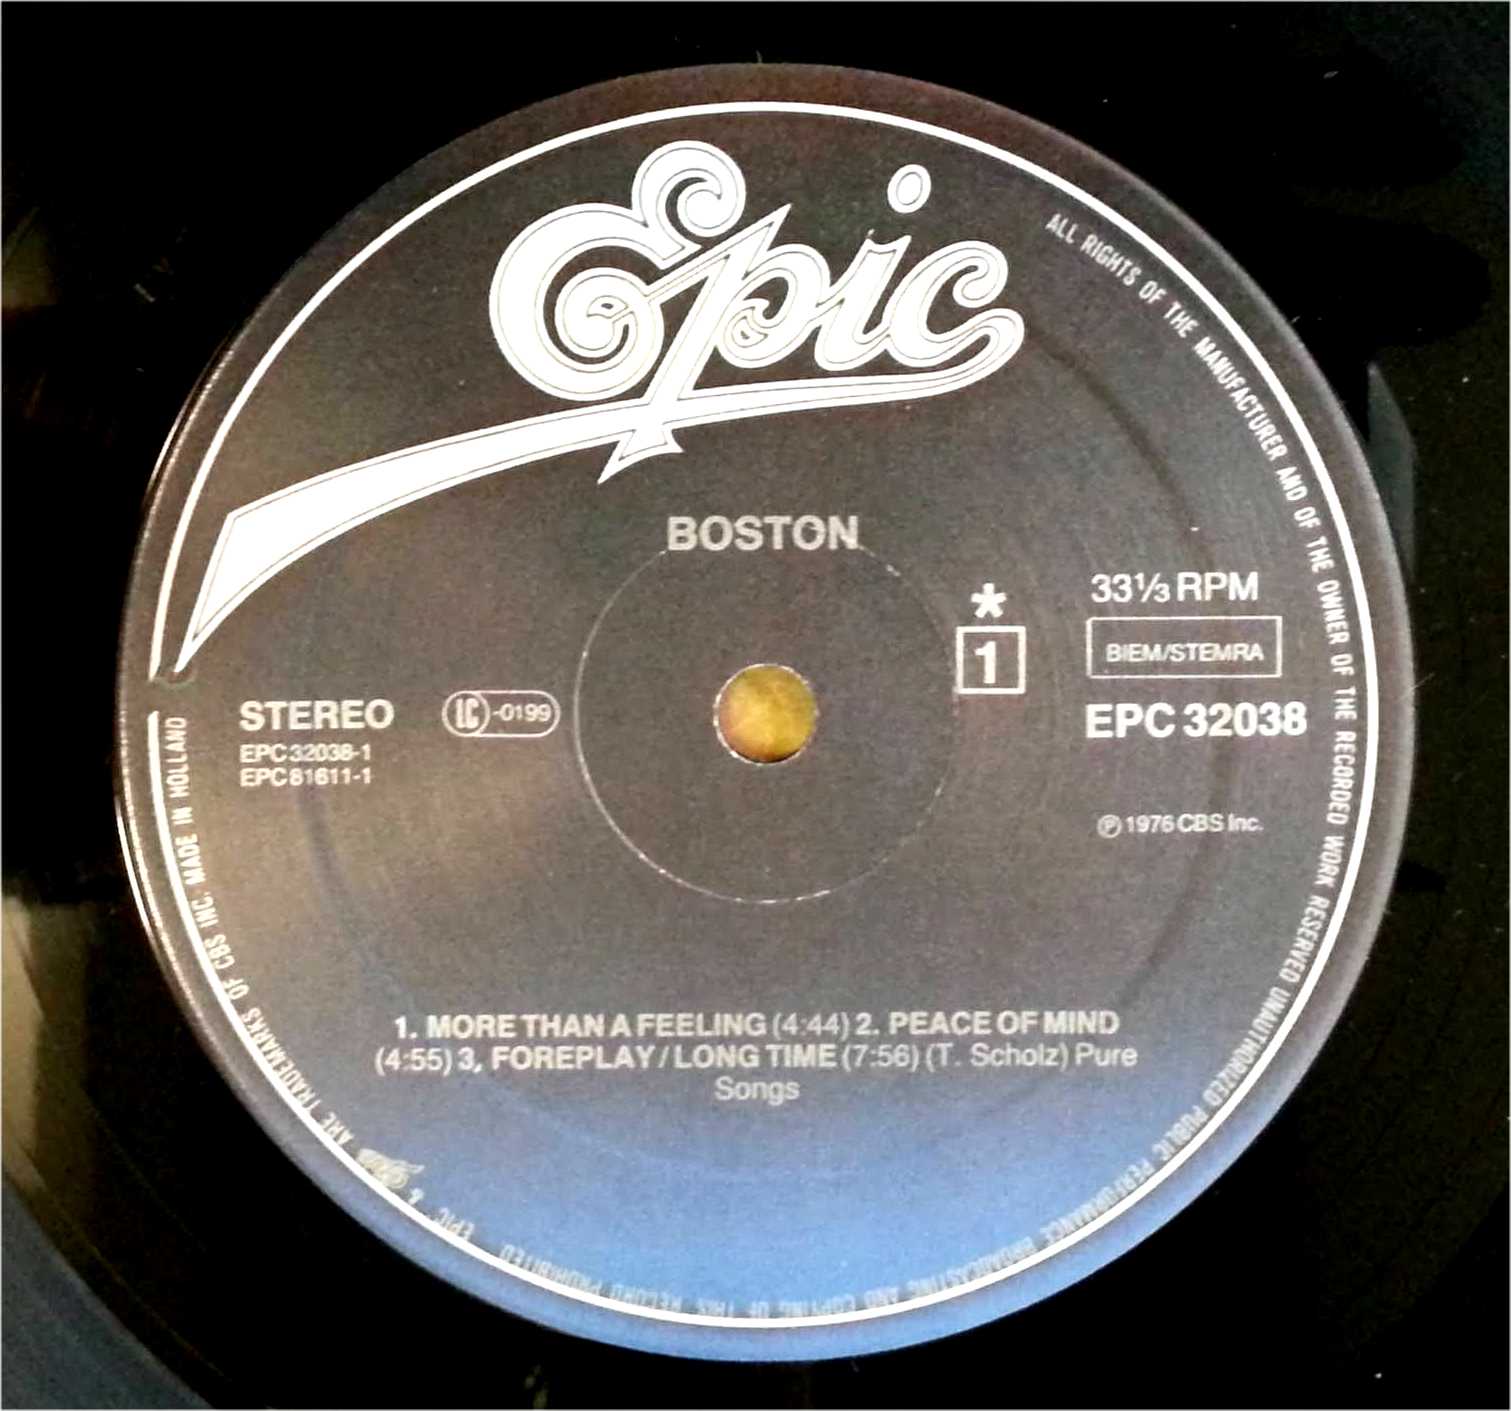 Epic
BOSTON
*
1
33⅓ RPM
BIEM/STEMRA
STEREO
LC-0199
EPC 32038
EPC 32038-1
EPC 81611-1
℗ 1976 CBS Inc.
1. MORE THAN A FEELING (4:44) 2. PEACE OF MIND
(4:55) 3, FOREPLAY / LONG TIME (7:56) (T. Scholz) Pure
Songs
ALL RIGHTS OF THE MANUFACTURER AND OF THE OWNER OF THE RECORDED WORK RESERVED UNAUTHORIZED PUBLIC PERFORMANCE BROADCASTING AND COPYING OF THIS RECORD PROHIBITED
EPIC & Epic ARE TRADEMARKS OF CBS INC. MADE IN HOLLAND